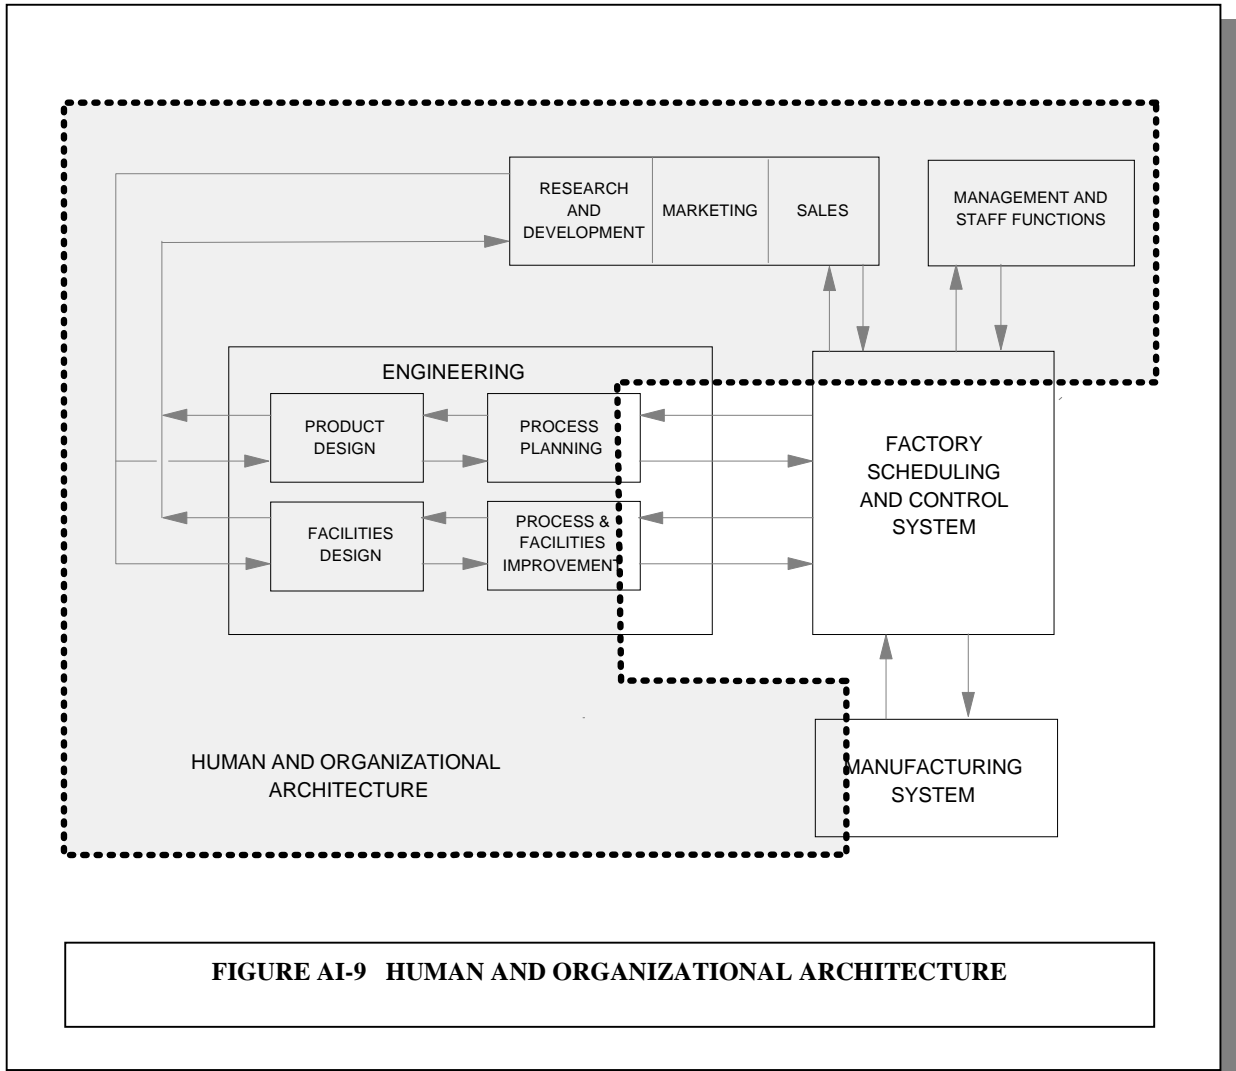 RESEARCH
AND
DEVELOPMENT
MARKETING
SALES
MANAGEMENT AND
STAFF FUNCTIONS
ENGINEERING
PRODUCT
DESIGN
PROCESS
PLANNING
FACILITIES
DESIGN
PROCESS &
FACILITIES
IMPROVEMENT
FACTORY
SCHEDULING
AND CONTROL
SYSTEM
HUMAN AND ORGANIZATIONAL
ARCHITECTURE
MANUFACTURING
SYSTEM
FIGURE AI-9 HUMAN AND ORGANIZATIONAL ARCHITECTURE